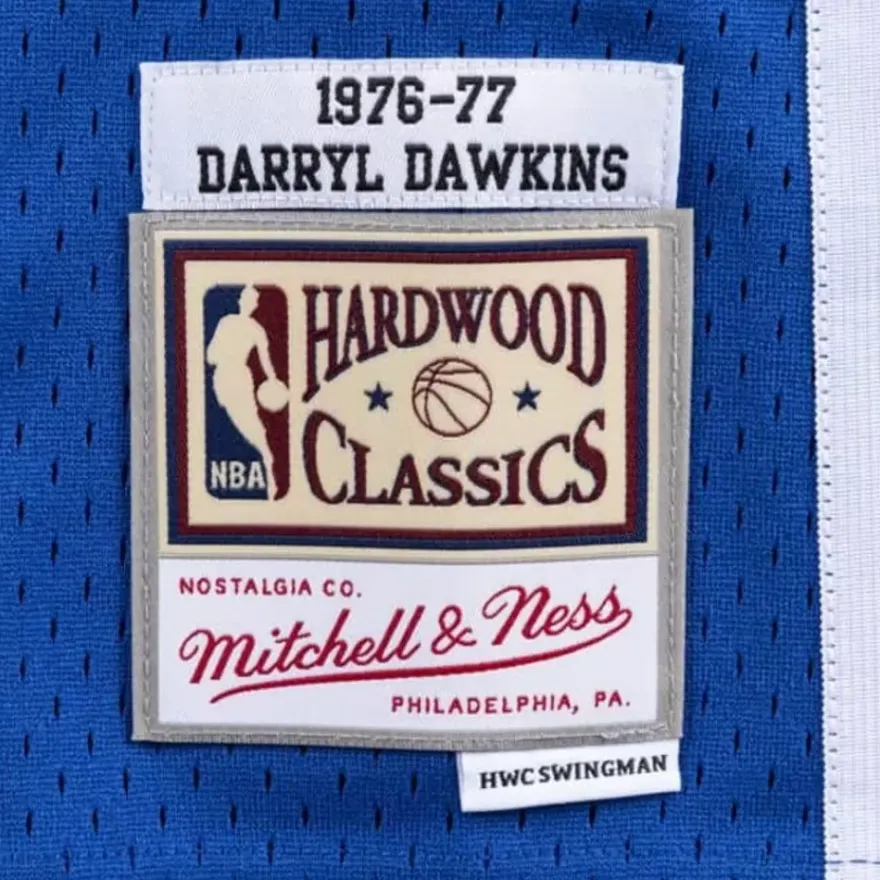 1976-77
DARRYL DAWKINS
HARDWOOD
CLASSICS
NBA
NOSTALGIA CO.
Mitchell & Ness
PHILADELPHIA, PA.
HWC SWINGMAN